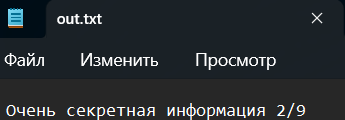 out.txt
Файл Изменить Просмотр
Очень секретная информация 2/9